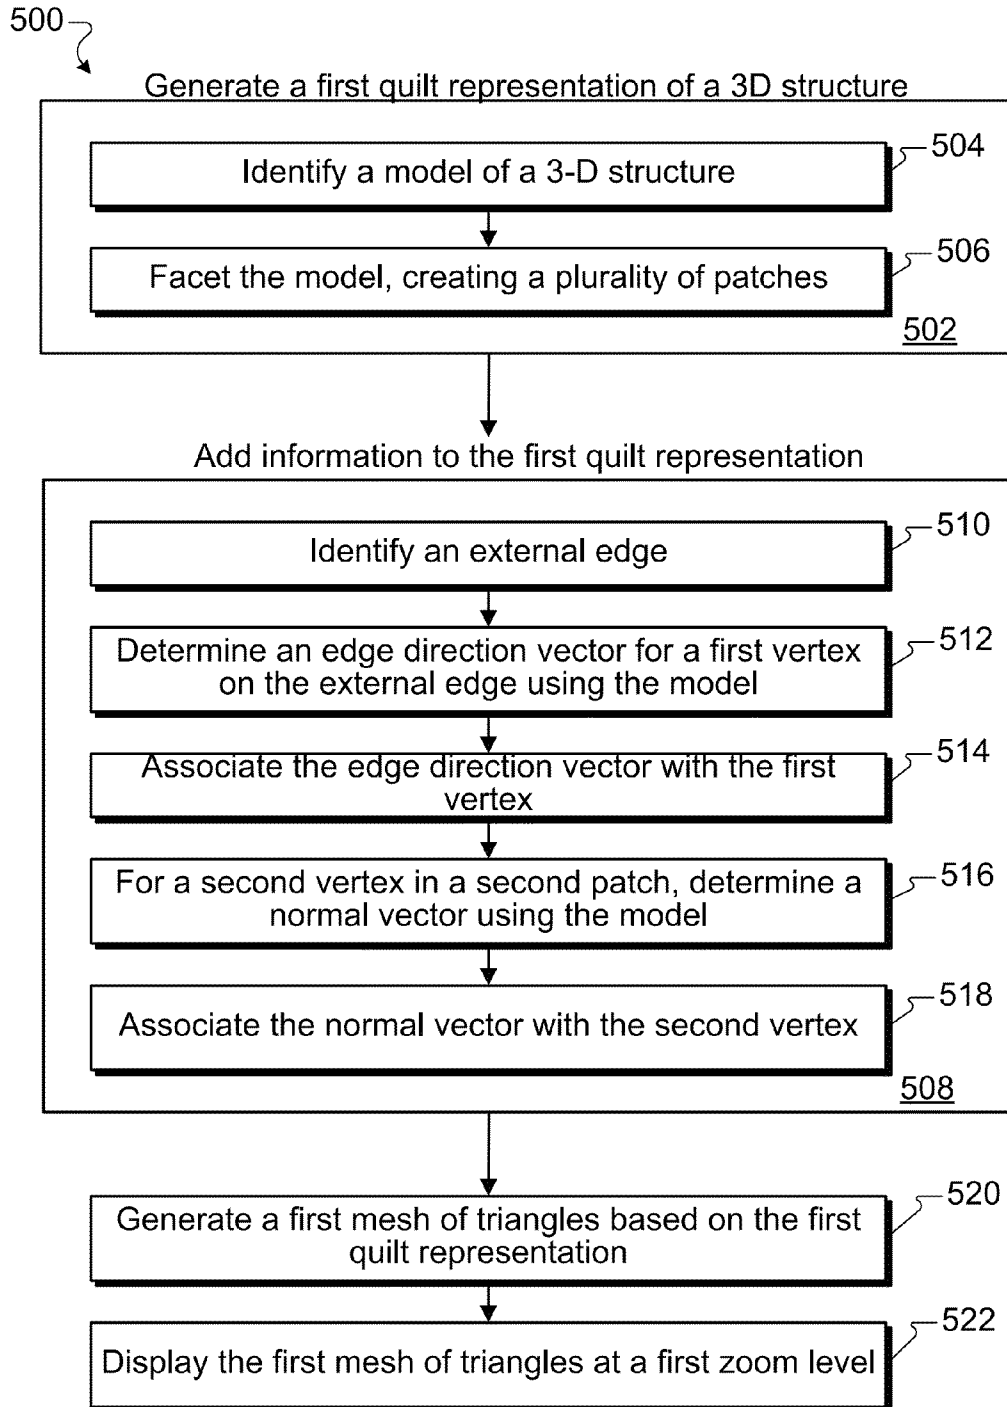 500
Generate a first quilt representation of a 3D structure
Identify a model of a 3-D structure
504
Facet the model, creating a plurality of patches
506
502
Add information to the first quilt representation
Identify an external edge
510
Determine an edge direction vector for a first vertex
on the external edge using the model
512
Associate the edge direction vector with the first
vertex
514
For a second vertex in a second patch, determine a
normal vector using the model
516
Associate the normal vector with the second vertex
518
508
Generate a first mesh of triangles based on the first
quilt representation
520
Display the first mesh of triangles at a first zoom level
522